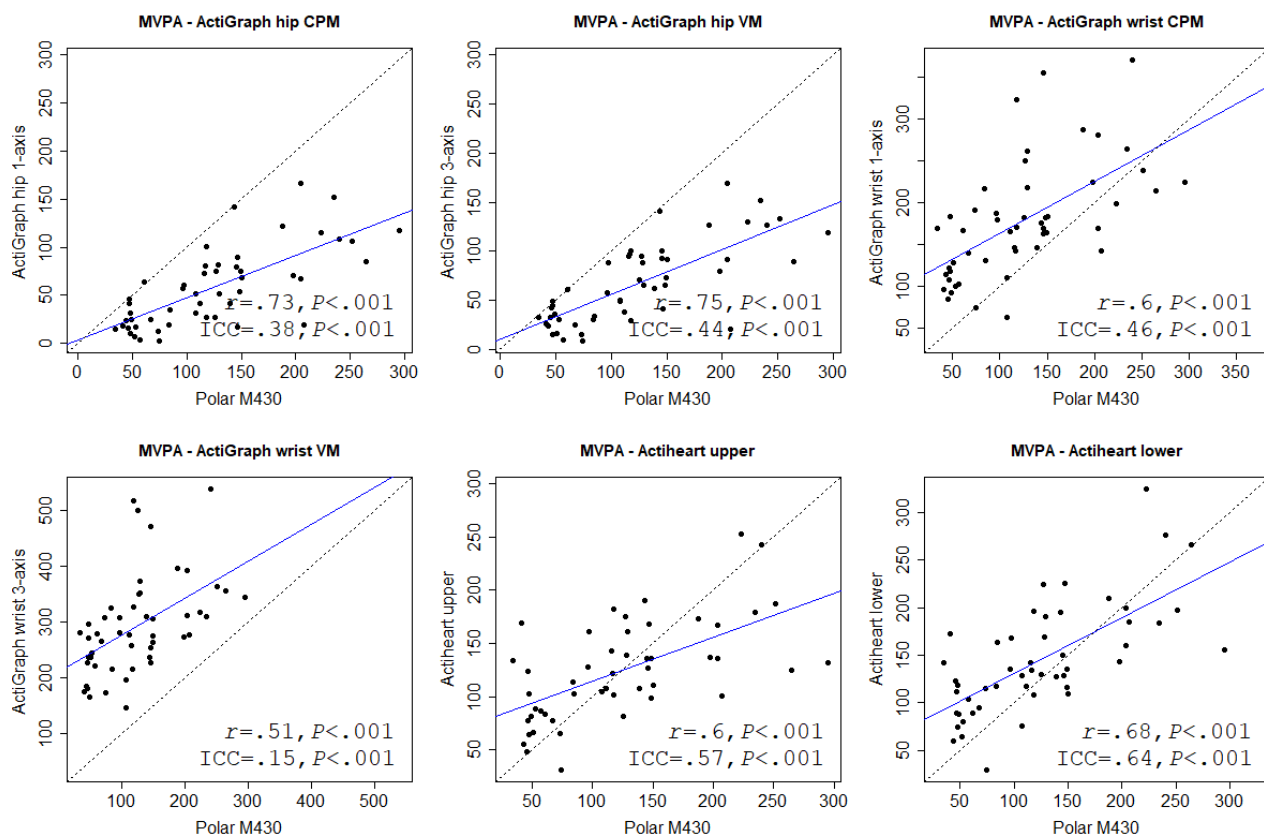 MVPA - ActiGraph hip CPM
ActiGraph hip 1-axis
0 50 100 150 200 250 300
r=.73, P<.001
ICC=.38, P<.001
0 50 100 150 200 250 300
Polar M430
MVPA - ActiGraph hip VM
ActiGraph hip 3-axis
0 50 100 150 200 250 300
r=.75, P<.001
ICC=.44, P<.001
0 50 100 150 200 250 300
Polar M430
MVPA - ActiGraph wrist CPM
ActiGraph wrist 1-axis
50 100 150 200 300
r=.6, P<.001
ICC=.46, P<.001
50 100 150 200 250 300 350
Polar M430
MVPA - ActiGraph wrist VM
ActiGraph wrist 3-axis
100 200 300 400 500
r=.51, P<.001
ICC=.15, P<.001
100 200 300 400 500
Polar M430
MVPA - Actiheart upper
Actiheart upper
50 100 150 200 250 300
r=.6, P<.001
ICC=.57, P<.001
50 100 150 200 250 300
Polar M430
MVPA - Actiheart lower
Actiheart lower
50 100 150 200 250 300
r=.68, P<.001
ICC=.64, P<.001
50 100 150 200 250 300
Polar M430